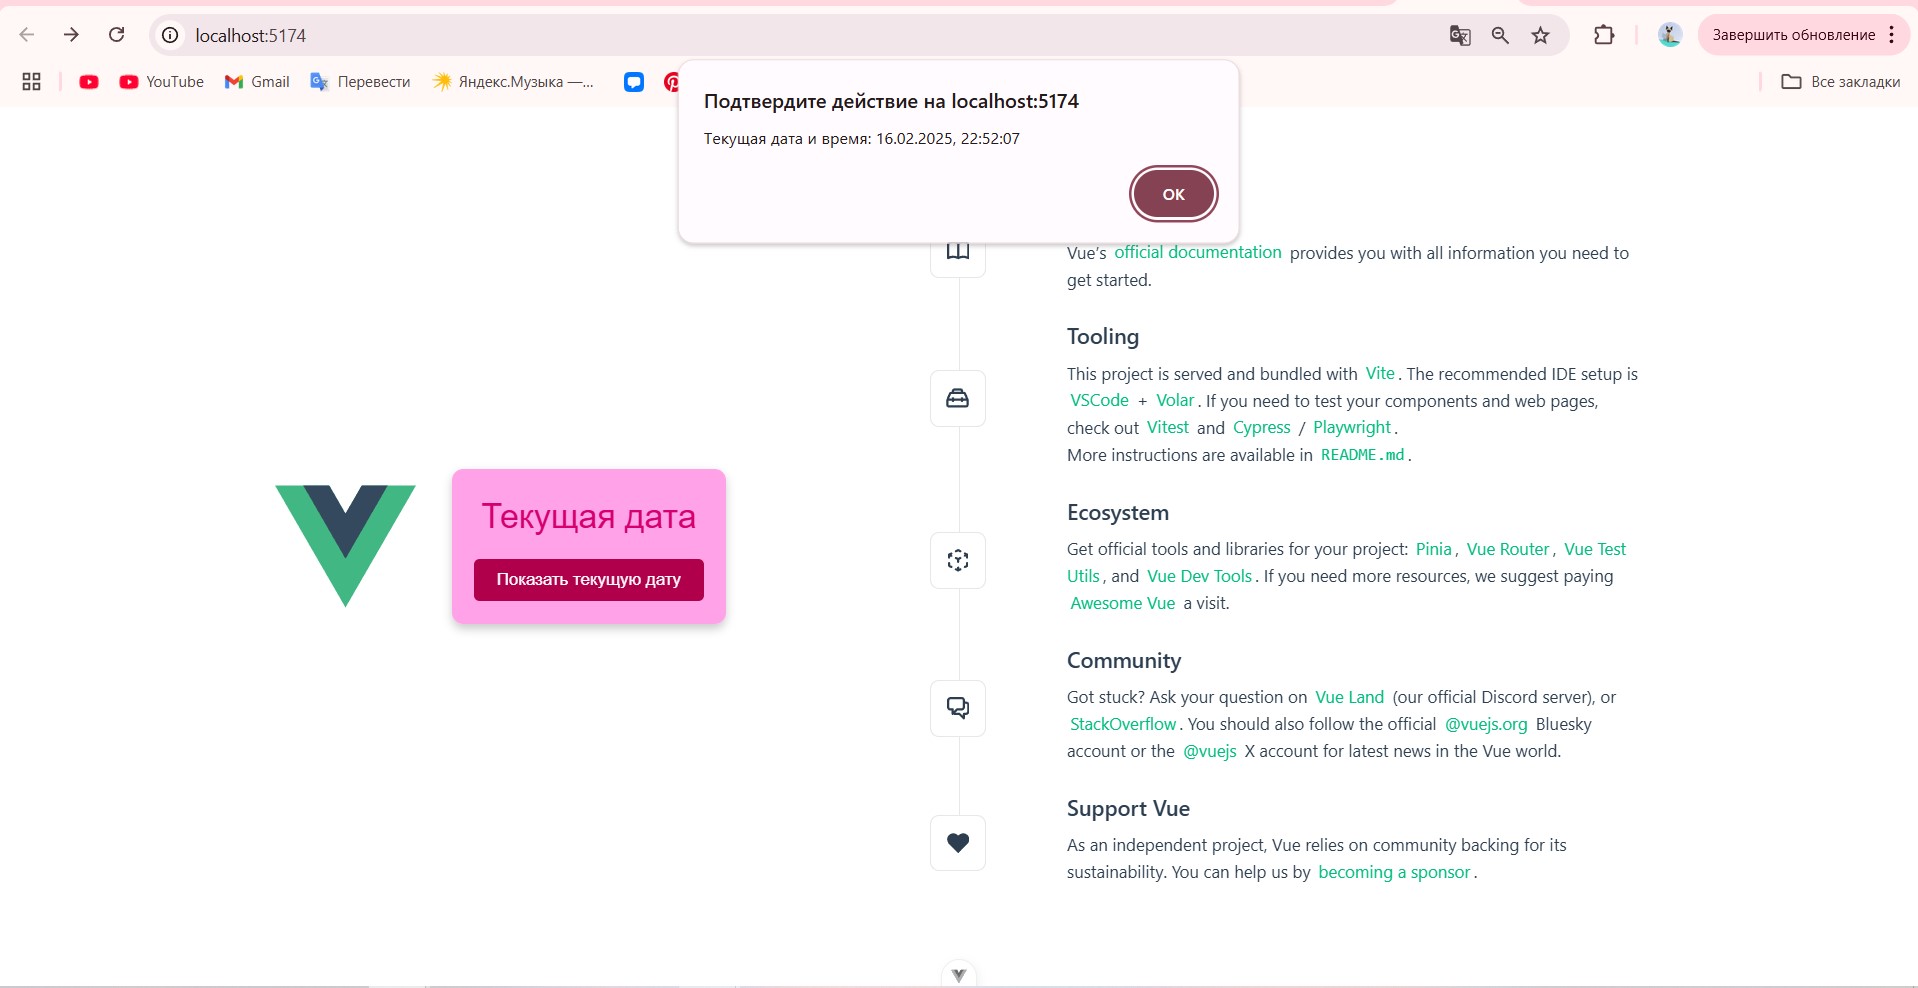 localhost:5174
Завершить обновление
YouTube
Gmail
Перевести
Яндекс.Музыка —...
Все закладки
Подтвердите действие на localhost:5174
Текущая дата и время: 16.02.2025, 22:52:07
ОК
Vue’s official documentation provides you with all information you need to
get started.
Tooling
This project is served and bundled with Vite. The recommended IDE setup is
VSCode + Volar. If you need to test your components and web pages,
check out Vitest and Cypress / Playwright.
More instructions are available in README.md.
Текущая дата
Показать текущую дату
Ecosystem
Get official tools and libraries for your project: Pinia, Vue Router, Vue Test
Utils, and Vue Dev Tools. If you need more resources, we suggest paying
Awesome Vue a visit.
Community
Got stuck? Ask your question on Vue Land (our official Discord server), or
StackOverflow. You should also follow the official @vuejs.org Bluesky
account or the @vuejs X account for latest news in the Vue world.
Support Vue
As an independent project, Vue relies on community backing for its
sustainability. You can help us by becoming a sponsor.